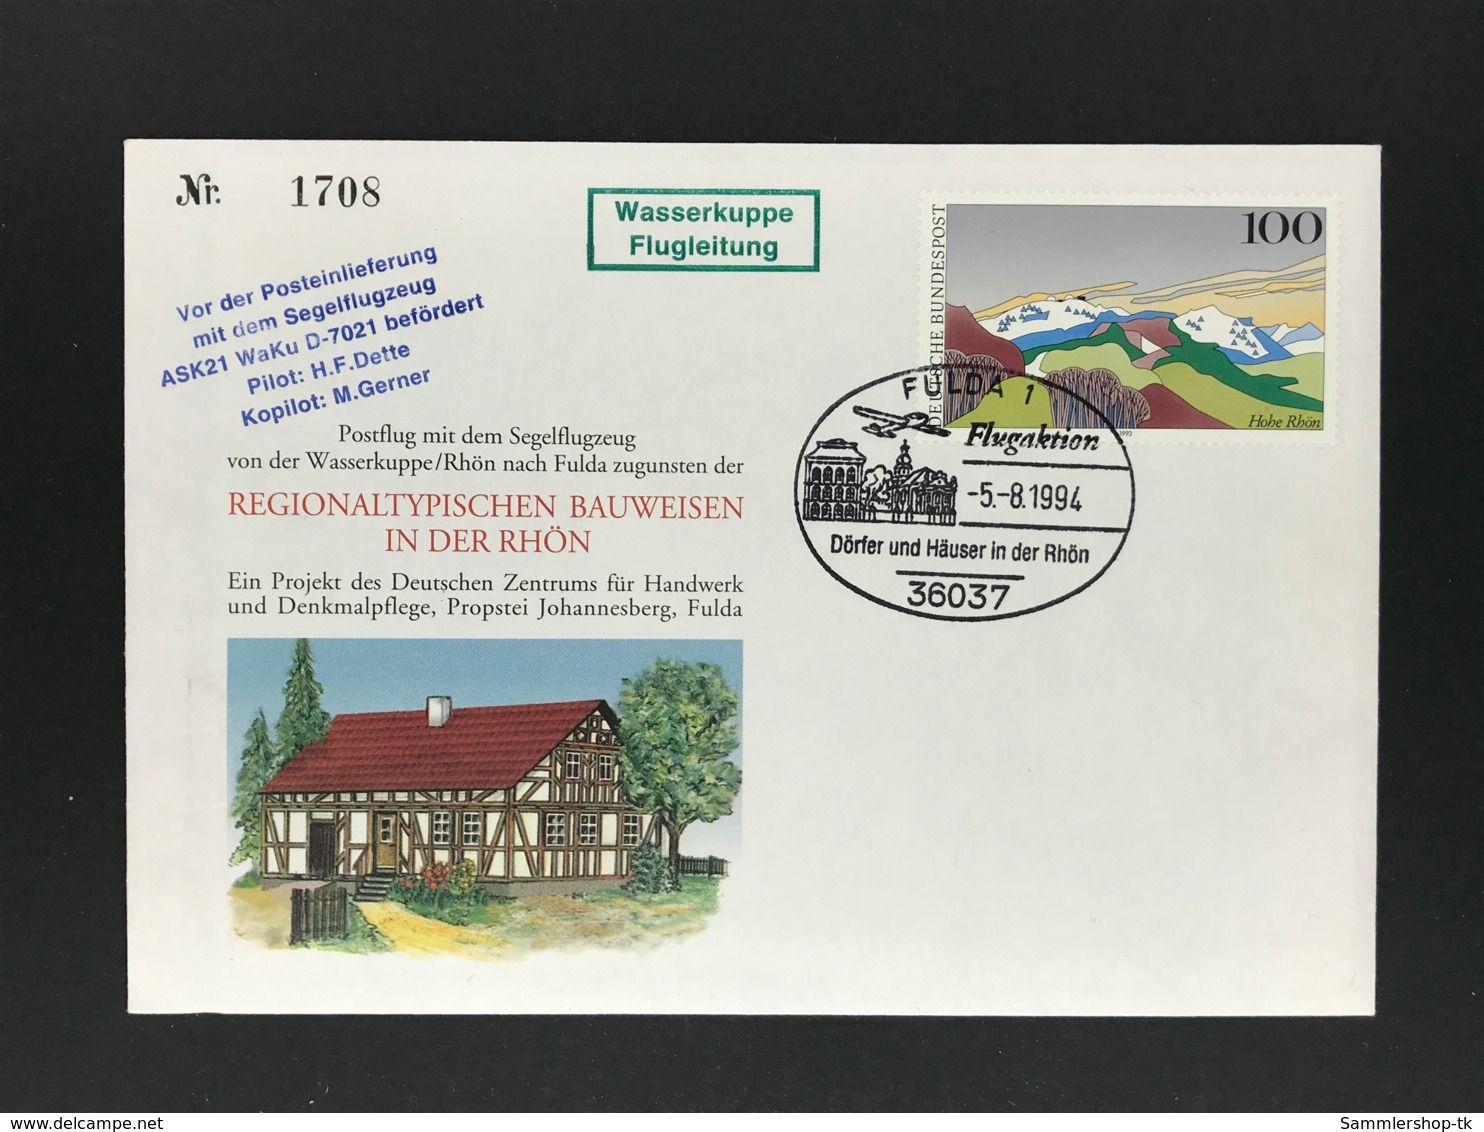 Nr. 1708
Wasserkuppe
Flugleitung
Vor der Posteinlieferung
mit dem Segelflugzeug
ASK21 WaKu D-7021 befördert
Pilot: H.F.Dette
Kopilot: M.Gerner
Postflug mit dem Segelflugzeug
von der Wasserkuppe/Rhön nach Fulda zugunsten der
REGIONALTYPISCHEN BAUWEISEN
IN DER RHÖN
Ein Projekt des Deutschen Zentrums für Handwerk
und Denkmalpflege, Propstei Johannesberg, Fulda
100
DEUTSCHE BUNDESPOST
Hohe Rhön
1993
FULDA 1
Flugaktion
-5.-8.1994
Dörfer und Häuser in der Rhön
36037
www.delcampe.net
Sammlershop-tk